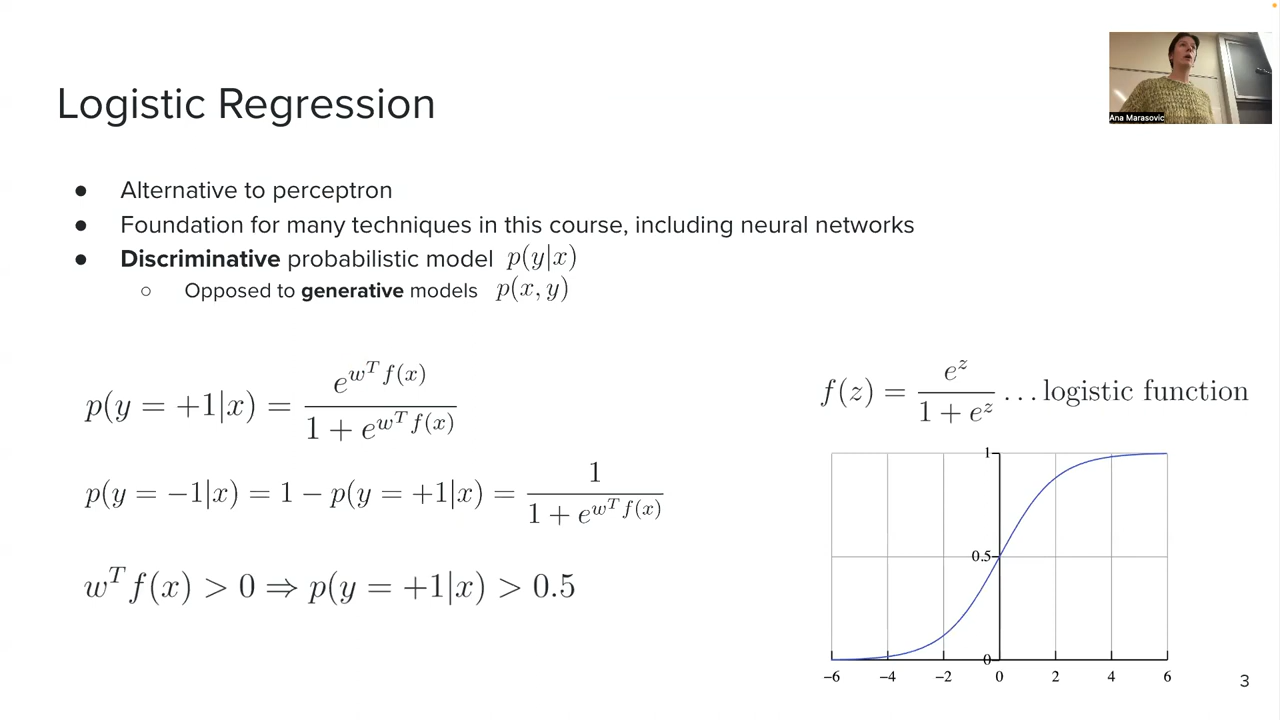 Ana Marasovic
Logistic Regression
● Alternative to perceptron
● Foundation for many techniques in this course, including neural networks
● Discriminative probabilistic model p(y|x)
○ Opposed to generative models p(x, y)
p(y = +1|x) = e^{w^T f(x)} / (1 + e^{w^T f(x)})
p(y = −1|x) = 1 − p(y = +1|x) = 1 / (1 + e^{w^T f(x)})
w^T f(x) > 0 ⇒ p(y = +1|x) > 0.5
f(z) = e^z / (1 + e^z) ... logistic function
1
0.5
0
−6 −4 −2 0 2 4 6
3